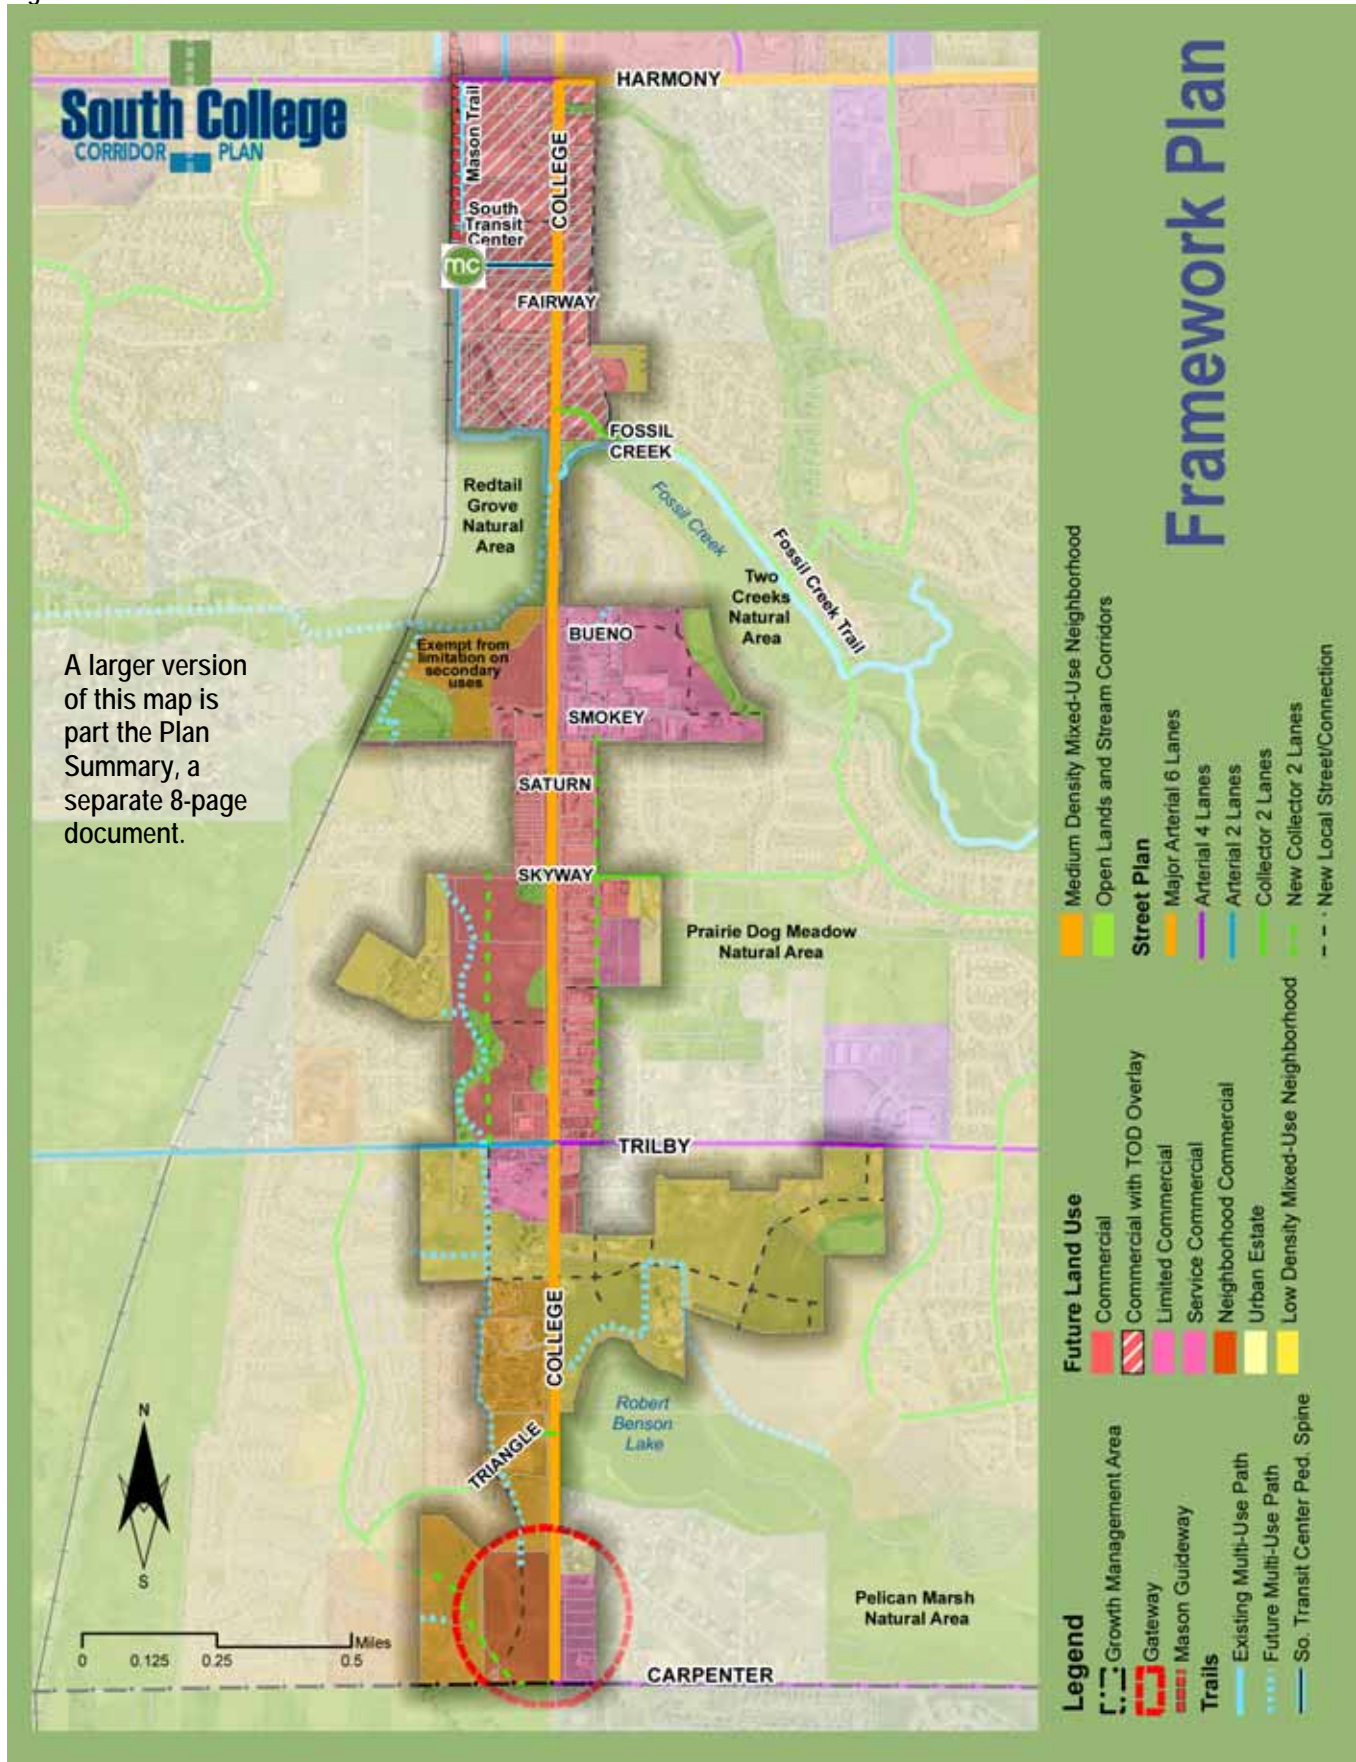 HARMONY
South College
CORRIDOR PLAN
Mason Trail
COLLEGE
South
Transit
Center
mc
FAIRWAY
FOSSIL
CREEK
Redtail
Grove
Natural
Area
Fossil Creek
Fossil Creek Trail
Two
Creeks
Natural
Area
BUENO
Exempt from
limitation on
secondary
uses
A larger version
of this map is
part the Plan
Summary, a
separate 8-page
document.
SMOKEY
SATURN
SKYWAY
Prairie Dog Meadow
Natural Area
TRILBY
COLLEGE
Robert
Benson
Lake
TRIANGLE
N
S
Miles
0 0.125 0.25 0.5
Pelican Marsh
Natural Area
CARPENTER
Framework Plan
Legend
Growth Management Area
Gateway
Mason Guideway
Trails
Existing Multi-Use Path
Future Multi-Use Path
So. Transit Center Ped. Spine
Future Land Use
Commercial
Commercial with TOD Overlay
Limited Commercial
Service Commercial
Neighborhood Commercial
Urban Estate
Low Density Mixed-Use Neighborhood
Medium Density Mixed-Use Neighborhood
Open Lands and Stream Corridors
Street Plan
Major Arterial 6 Lanes
Arterial 4 Lanes
Arterial 2 Lanes
Collector 2 Lanes
New Collector 2 Lanes
New Local Street/Connection